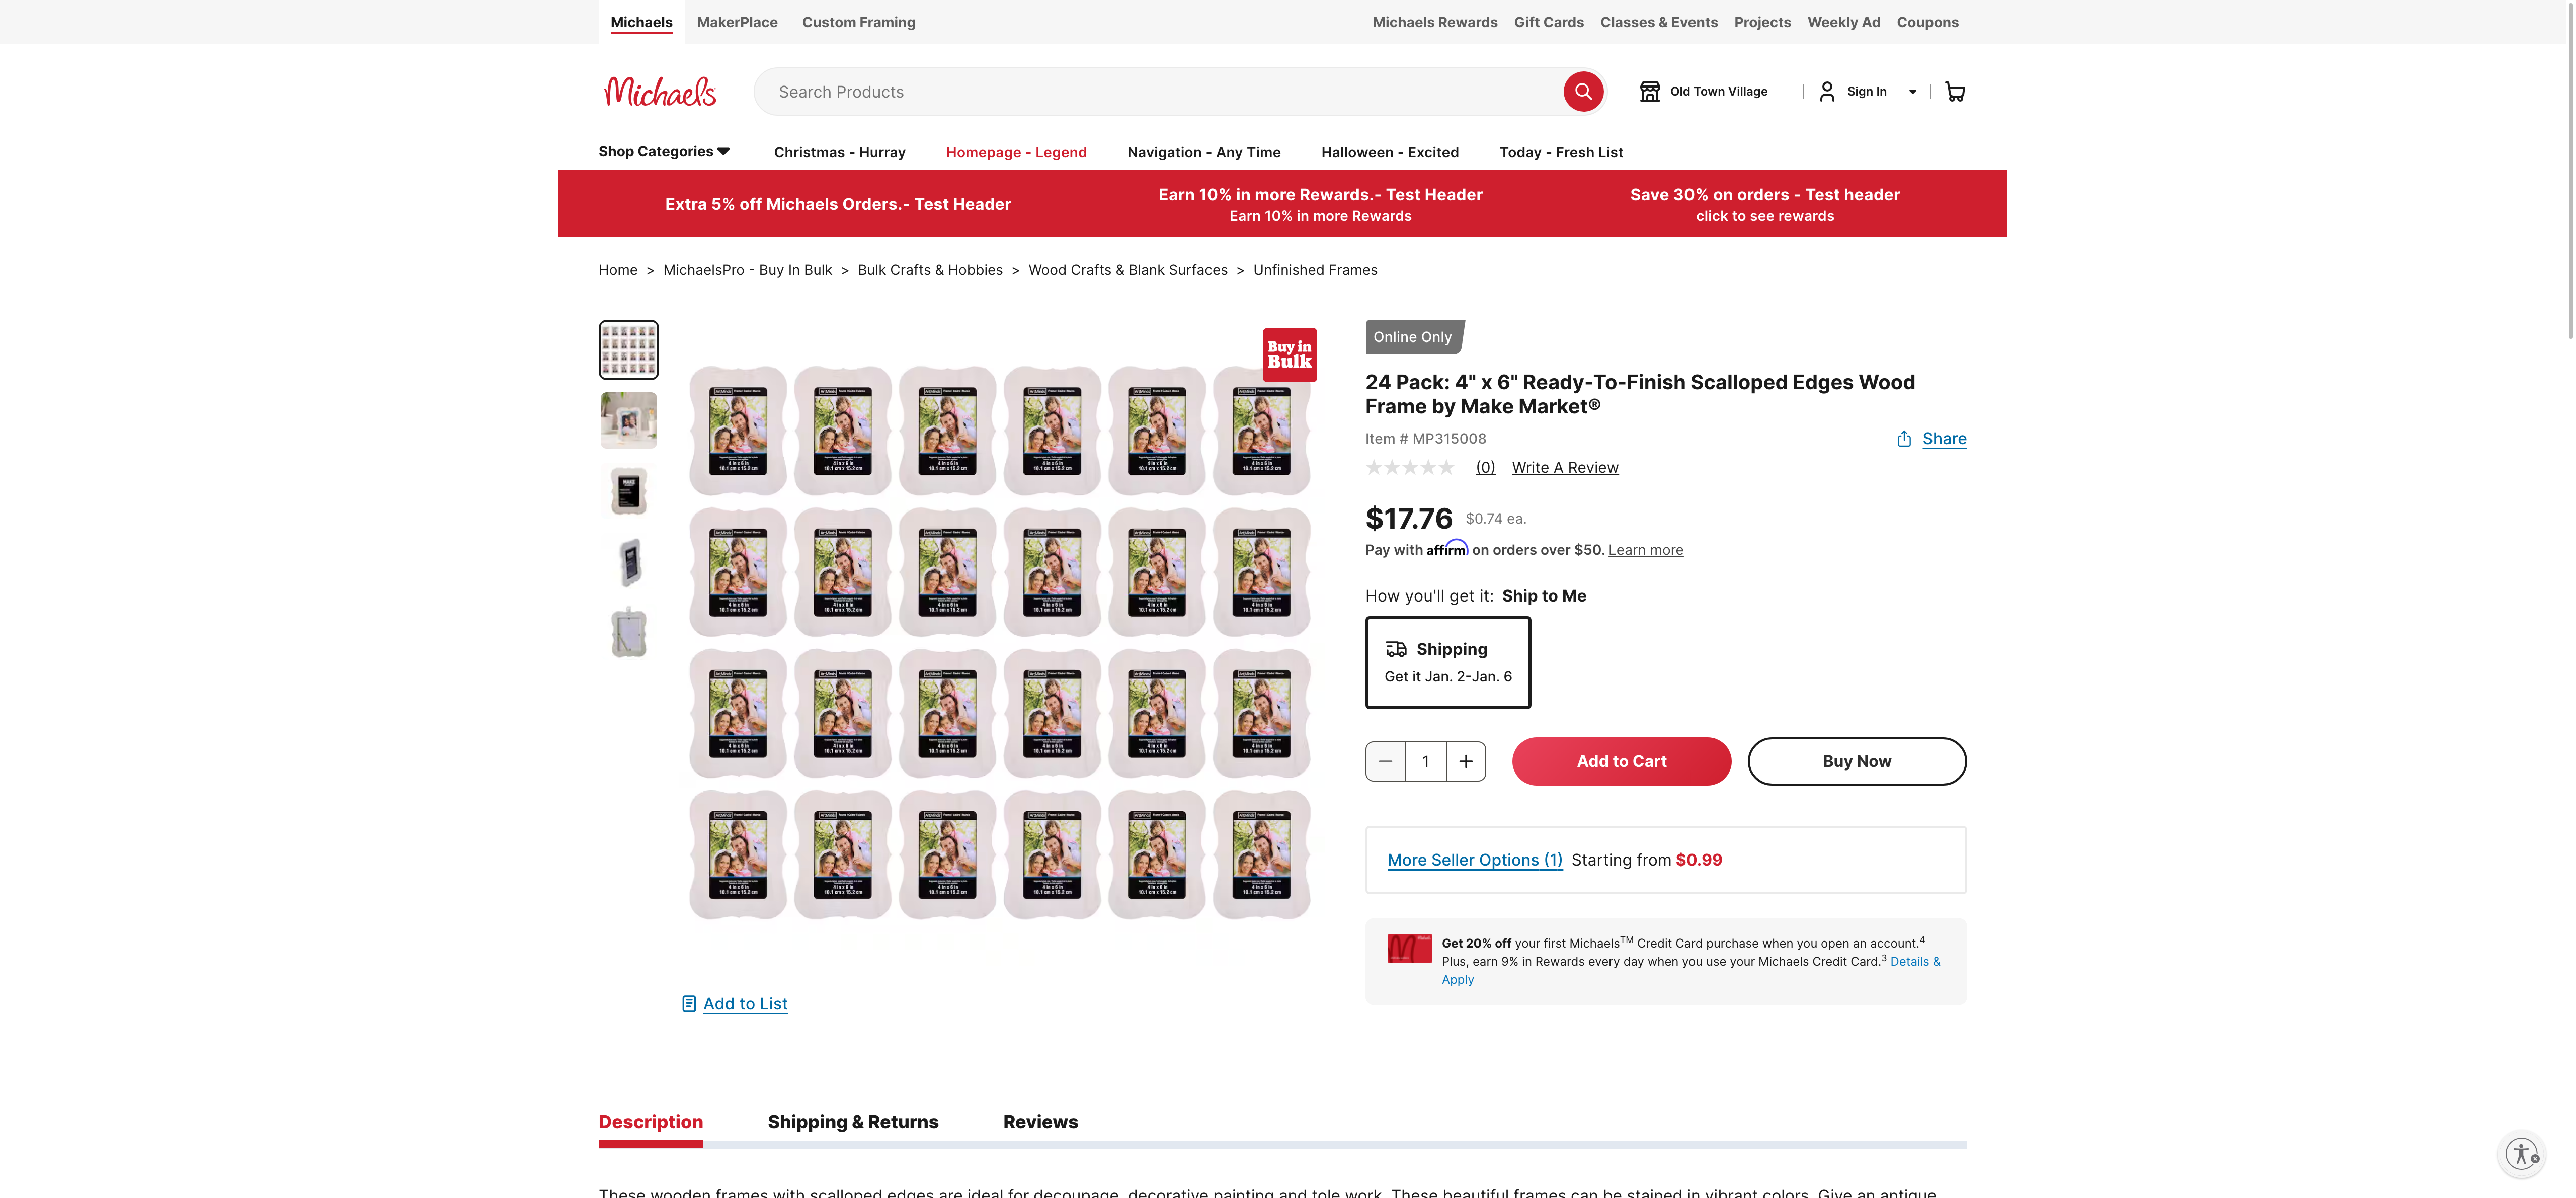 Michaels MakerPlace Custom Framing Michaels Rewards Gift Cards Classes & Events Projects Weekly Ad Coupons
Michaels Search Products Old Town Village | Sign In |
Shop Categories Christmas - Hurray Homepage - Legend Navigation - Any Time Halloween - Excited Today - Fresh List
Extra 5% off Michaels Orders.- Test Header
Earn 10% in more Rewards.- Test Header
Earn 10% in more Rewards
Save 30% on orders - Test header
click to see rewards
Home > MichaelsPro - Buy In Bulk > Bulk Crafts & Hobbies > Wood Crafts & Blank Surfaces > Unfinished Frames
Buy in
Bulk
Add to List
Online Only
24 Pack: 4" x 6" Ready-To-Finish Scalloped Edges Wood
Frame by Make Market®
Item # MP315008
Share
(0) Write A Review
$17.76 $0.74 ea.
Pay with affirm on orders over $50. Learn more
How you'll get it: Ship to Me
Shipping
Get it Jan. 2-Jan. 6
1 Add to Cart Buy Now
More Seller Options (1) Starting from $0.99
Get 20% off your first Michaels™ Credit Card purchase when you open an account.⁴
Plus, earn 9% in Rewards every day when you use your Michaels Credit Card.³ Details &
Apply
Description Shipping & Returns Reviews
These wooden frames with scalloped edges are ideal for decoupage, decorative painting and tole work. These beautiful frames can be stained in vibrant colors. Give an antique